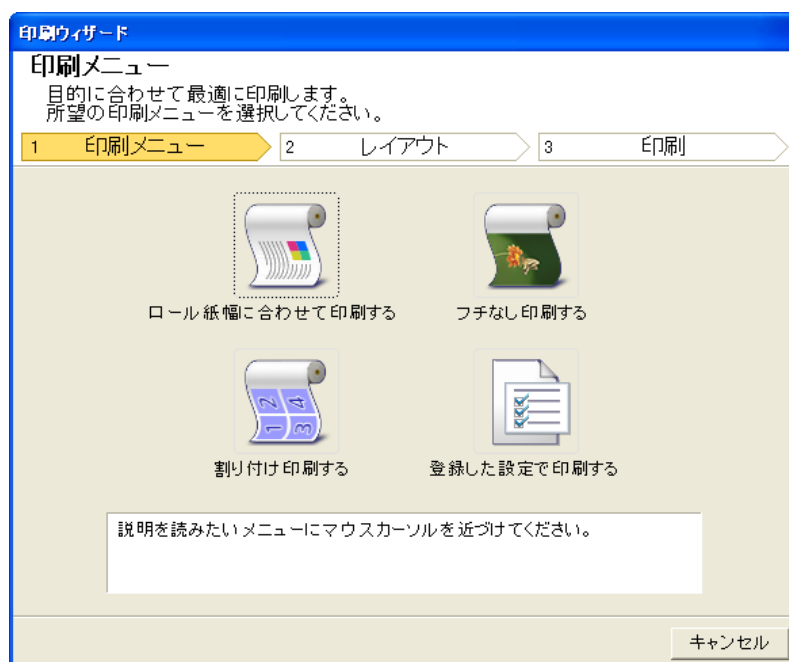 印刷ウィザード
印刷メニュー
目的に合わせて最適に印刷します。
所望の印刷メニューを選択してください。
1 印刷メニュー 2 レイアウト 3 印刷
ロール紙幅に合わせて印刷する フチなし印刷する
1 2 3 4
割り付け印刷する 登録した設定で印刷する
説明を読みたいメニューにマウスカーソルを近づけてください。
キャンセル